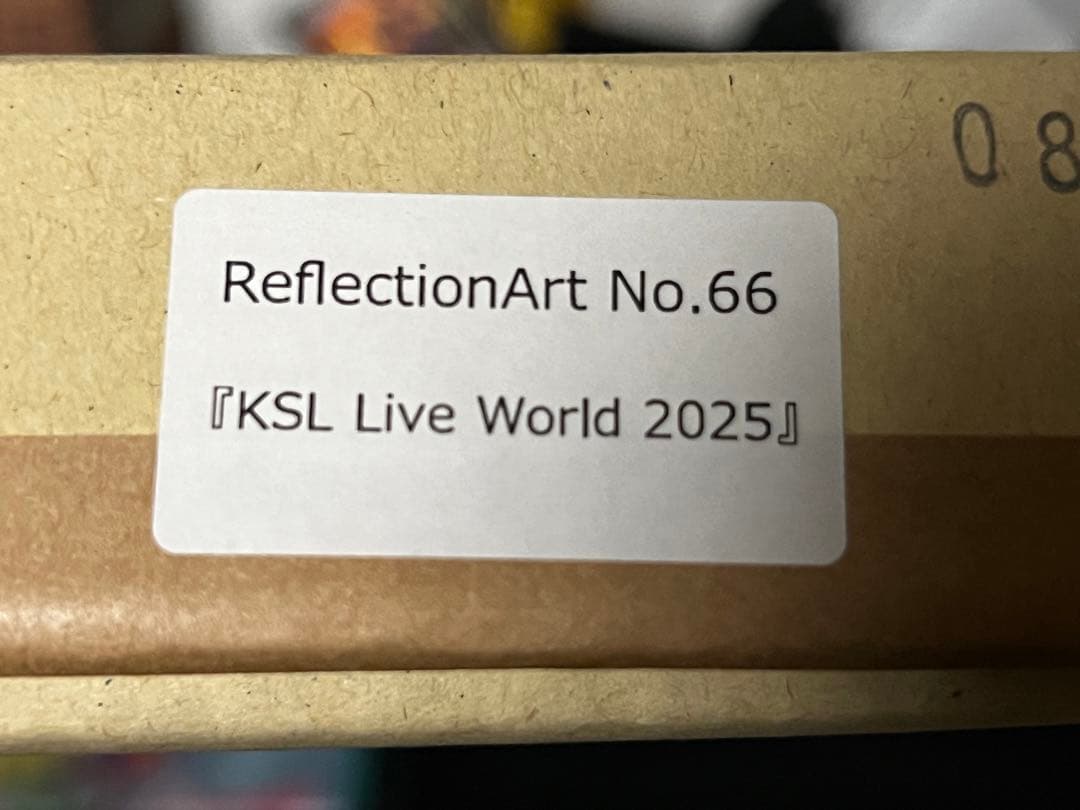 08
ReflectionArt No.66
『KSL Live World 2025』